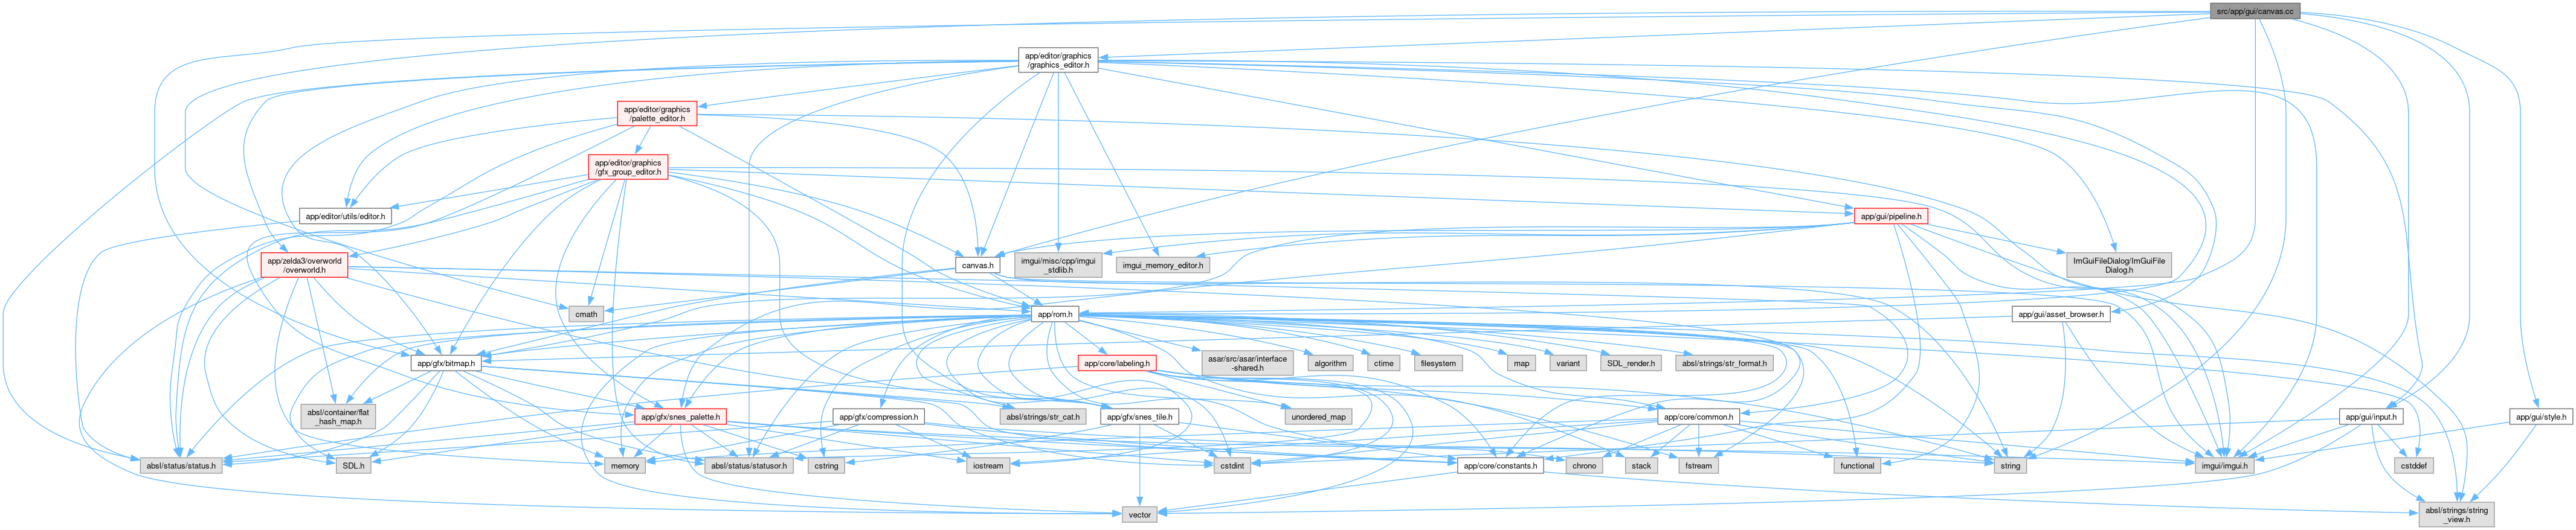 src/app/gui/canvas.cc
app/editor/graphics
/graphics_editor.h
app/editor/graphics
/palette_editor.h
app/editor/graphics
/gfx_group_editor.h
app/editor/utils/editor.h
app/gui/pipeline.h
app/zelda3/overworld
/overworld.h
canvas.h
imgui/misc/cpp/imgui
_stdlib.h
imgui_memory_editor.h
ImGuiFileDialog/ImGuiFile
Dialog.h
cmath
app/rom.h
app/gui/asset_browser.h
app/gfx/bitmap.h
app/core/labeling.h
asar/src/asar/interface
-shared.h
algorithm
ctime
filesystem
map
variant
SDL_render.h
absl/strings/str_format.h
absl/container/flat
_hash_map.h
app/gfx/snes_palette.h
app/gfx/compression.h
absl/strings/str_cat.h
app/gfx/snes_tile.h
unordered_map
app/core/common.h
app/gui/input.h
app/gui/style.h
absl/status/status.h
SDL.h
memory
absl/status/statusor.h
cstring
iostream
cstdint
app/core/constants.h
chrono
stack
fstream
functional
string
imgui/imgui.h
cstddef
vector
absl/strings/string
_view.h